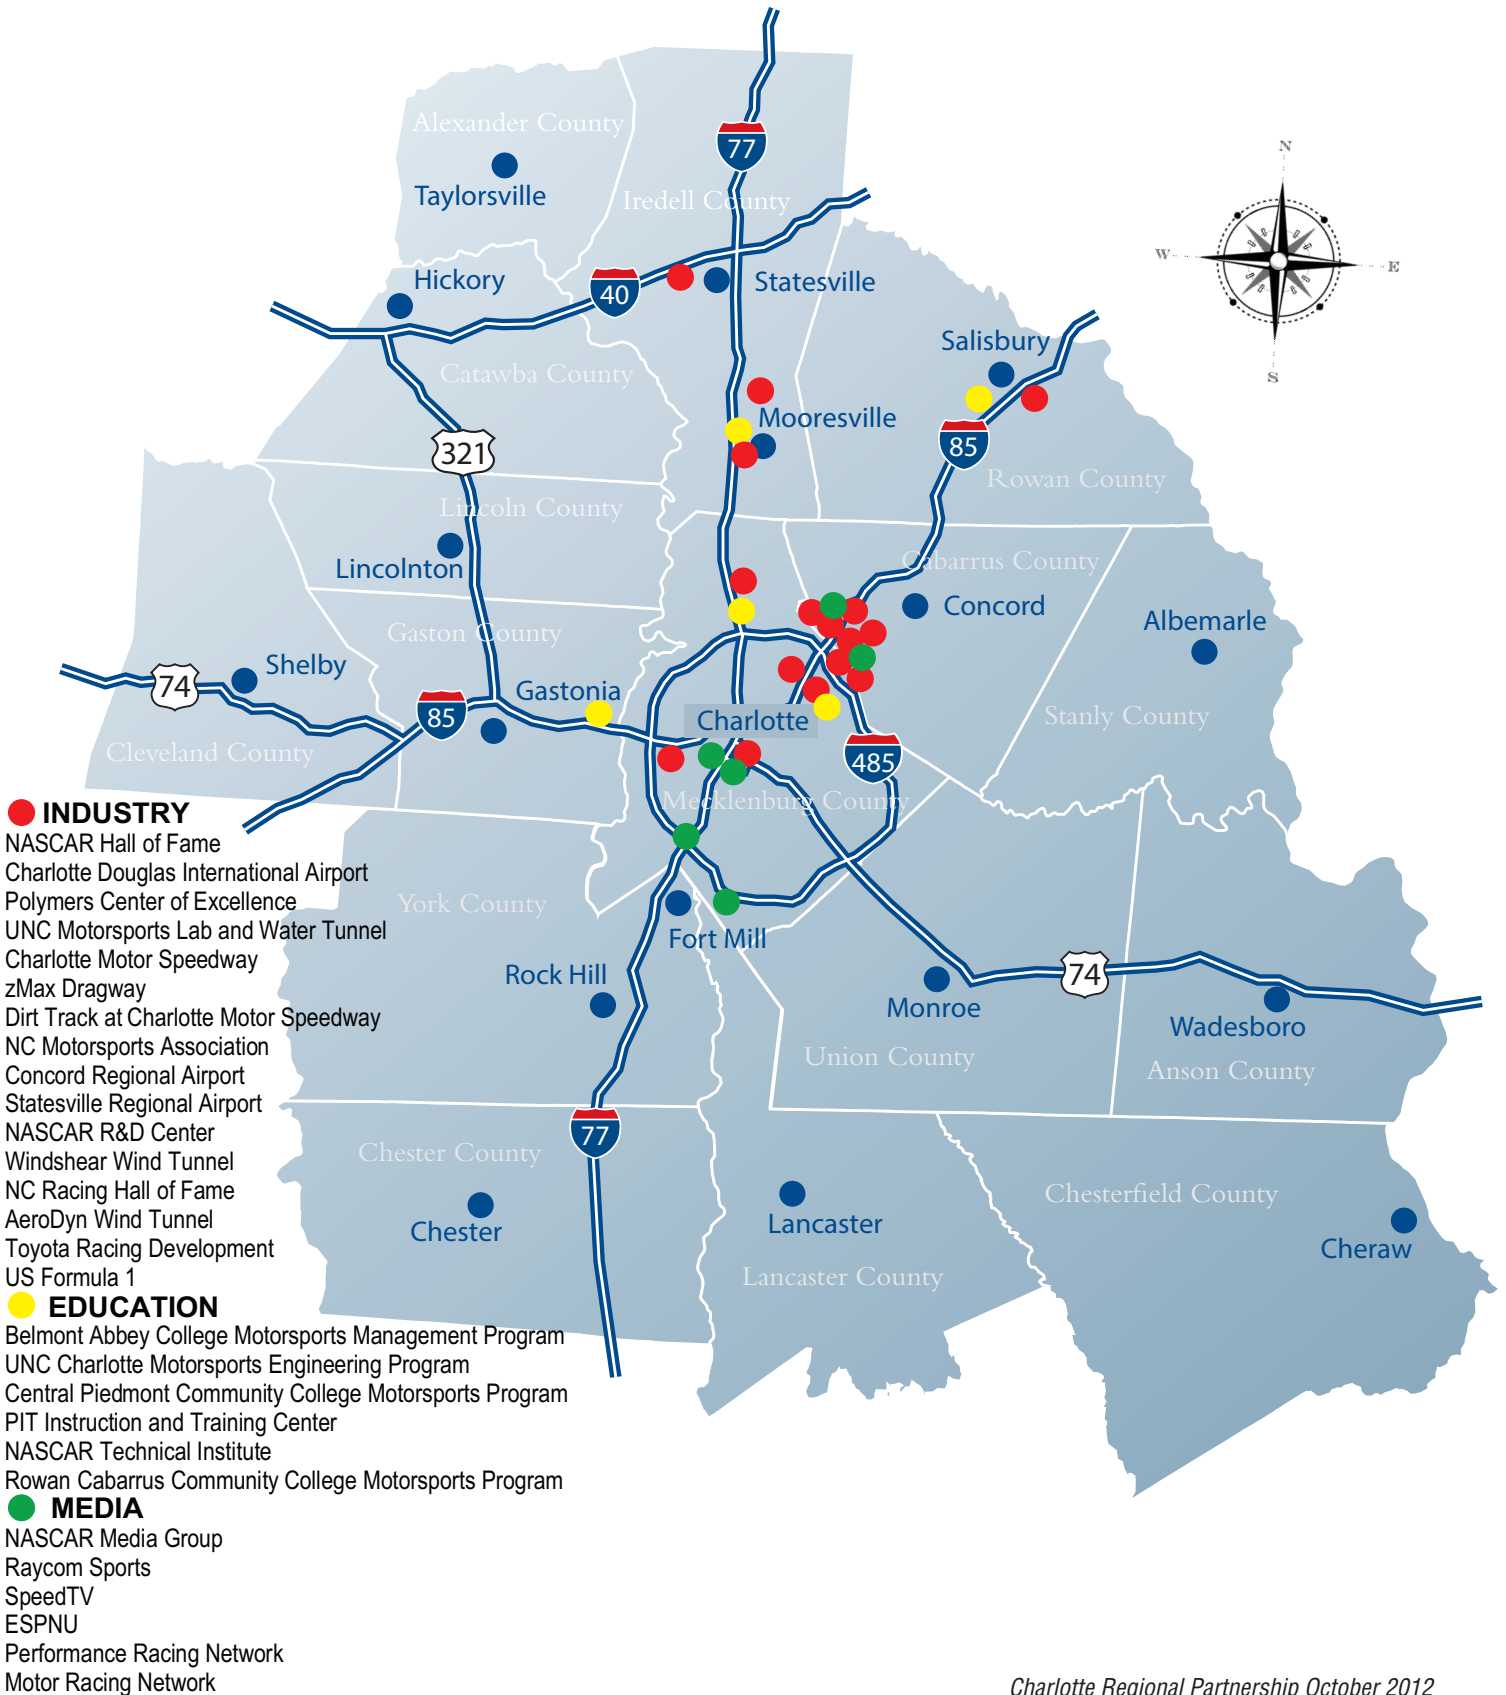 77
Alexander County
Taylorsville
Iredell County
N
W
E
S
Hickory
40
Statesville
Salisbury
Catawba County
Mooresville
321
85
Rowan County
Lincoln County
Lincolnton
Cabarrus County
Concord
Albemarle
Gaston County
Shelby
74
Gastonia
85
Charlotte
Stanly County
Cleveland County
485
Mecklenburg County
York County
Fort Mill
Rock Hill
74
Monroe
Wadesboro
Union County
Anson County
77
Chester County
Chester
Lancaster
Lancaster County
Chesterfield County
Cheraw
INDUSTRY
NASCAR Hall of Fame
Charlotte Douglas International Airport
Polymers Center of Excellence
UNC Motorsports Lab and Water Tunnel
Charlotte Motor Speedway
zMax Dragway
Dirt Track at Charlotte Motor Speedway
NC Motorsports Association
Concord Regional Airport
Statesville Regional Airport
NASCAR R&D Center
Windshear Wind Tunnel
NC Racing Hall of Fame
AeroDyn Wind Tunnel
Toyota Racing Development
US Formula 1
EDUCATION
Belmont Abbey College Motorsports Management Program
UNC Charlotte Motorsports Engineering Program
Central Piedmont Community College Motorsports Program
PIT Instruction and Training Center
NASCAR Technical Institute
Rowan Cabarrus Community College Motorsports Program
MEDIA
NASCAR Media Group
Raycom Sports
SpeedTV
ESPNU
Performance Racing Network
Motor Racing Network
Charlotte Regional Partnership October 2012